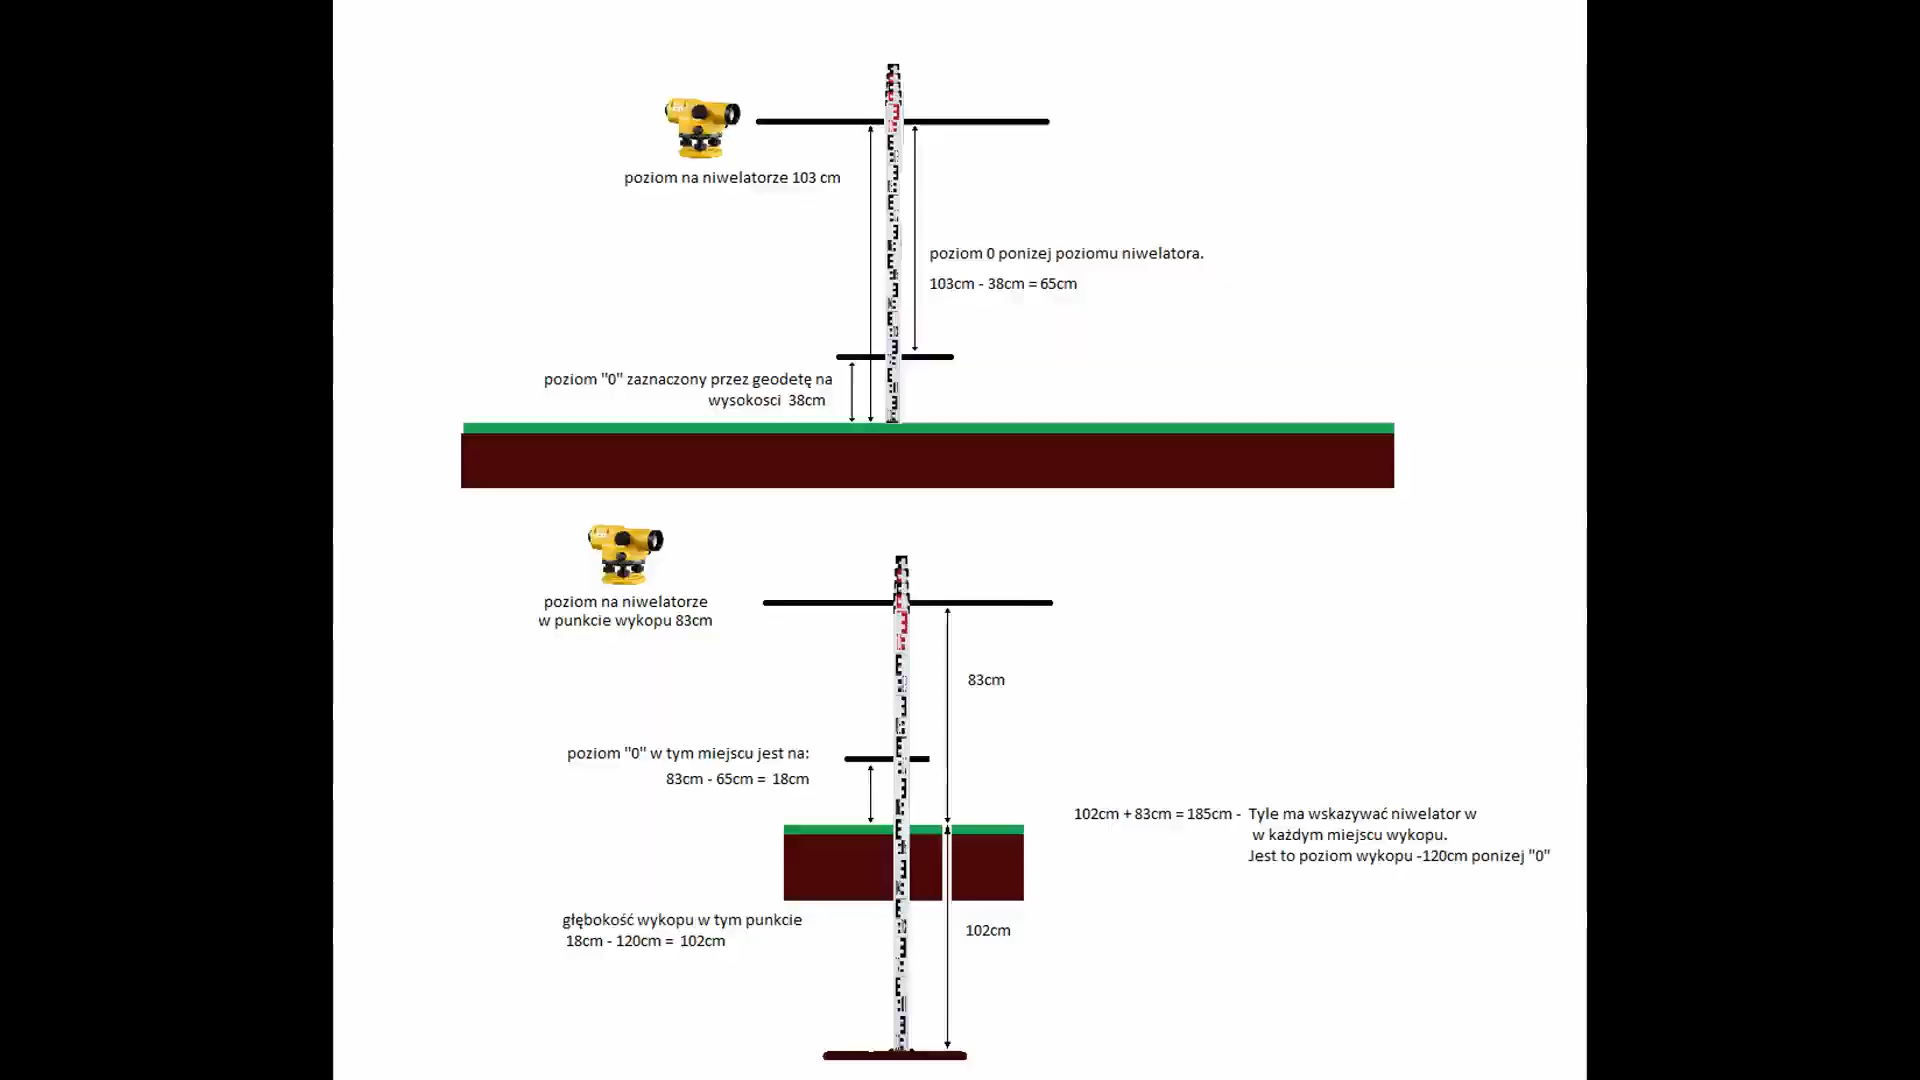 poziom na niwelatorze 103 cm
poziom 0 ponizej poziomu niwelatora.
103cm - 38cm = 65cm
poziom "0" zaznaczony przez geodetę na
wysokosci 38cm
poziom na niwelatorze
w punkcie wykopu 83cm
83cm
poziom "0" w tym miejscu jest na:
83cm - 65cm = 18cm
102cm + 83cm = 185cm - Tyle ma wskazywać niwelator w
w każdym miejscu wykopu.
Jest to poziom wykopu -120cm ponizej "0"
głębokość wykopu w tym punkcie
18cm - 120cm = 102cm
102cm